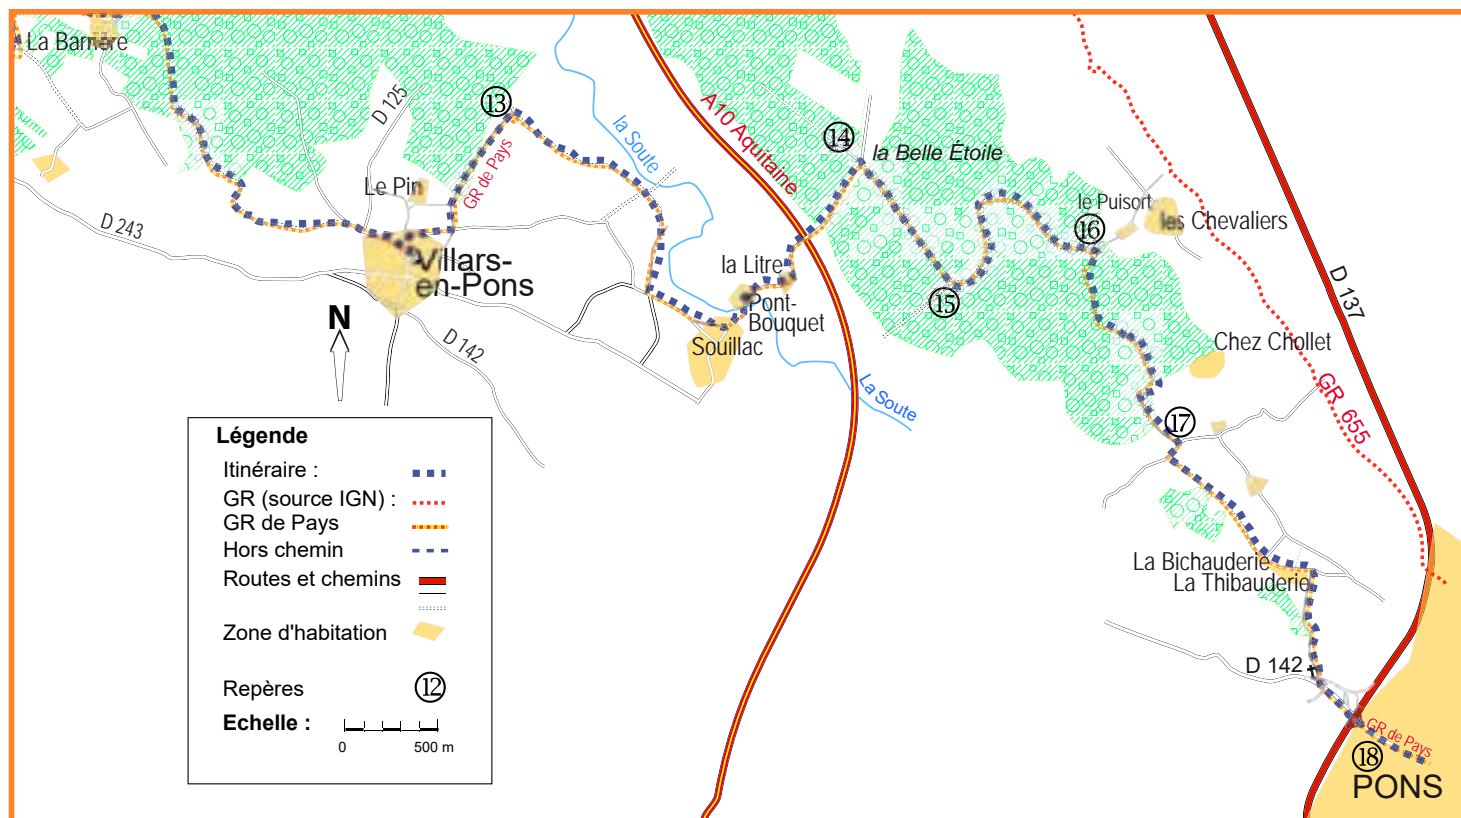 La Barrière
D 125
⑬
la Soute
A10 Aquitaine
⑭
la Belle Étoile
GR de Pays
Le Pin
le Puisort
⑯
les Chevaliers
D 243
Villars-
en-Pons
la Litre
Pont-
Bouquet
Souillac
⑮
D 137
N
D 142
Chez Chollet
La Soute
GR 655
⑰
Légende
Itinéraire :
GR (source IGN) :
GR de Pays
Hors chemin
Routes et chemins
Zone d'habitation
Repères ⑫
Echelle :
0 500 m
La Bichauderie
La Thibauderie
D 142
GR de Pays
⑱
PONS